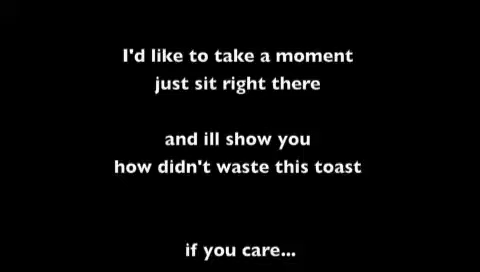 I'd like to take a moment
just sit right there
and ill show you
how didn't waste this toast
if you care...